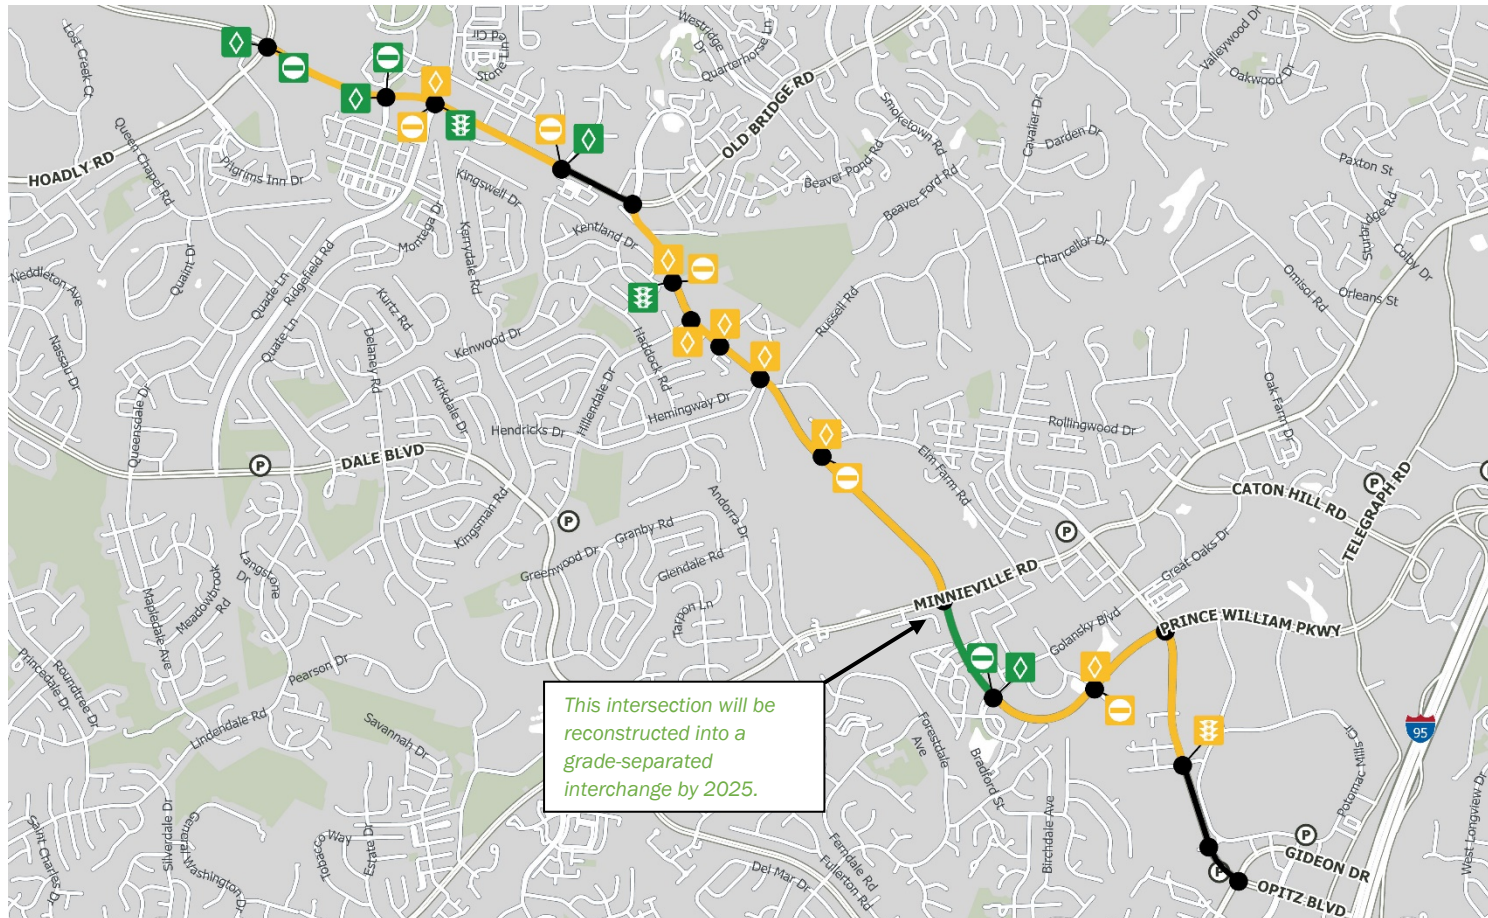 Lost Creek Ct
Stone Ln
Westridge
Dr
Quarterhorse Ln
Valleywood Dr
Oakwood Dr
OLD BRIDGE RD
Smoketown Rd
Cavalier Dr
Darden Dr
HOADLY RD
Queen Chapel Rd
Pilgrims Inn Dr
Kingswell Dr
Beaver Pond Rd
Beaver Ford Rd
Paxton St
Sturbridge Rd
Colby Dr
Montega Dr
Kerrydale Rd
Kentland Dr
Chancellor Dr
Omisol Rd
Orleans St
Neddleton Ave
Quaint Dr
Quade Ln
Ridgefield Rd
Quate Ln
Kurtz Rd
Nassau Dr
Delaney Rd
Kenwood Dr
Haddock Rd
Russell Rd
Queensdale Dr
Kirkdale Dr
Hillendale Dr
Hemingway Dr
Hendricks Dr
Oak Farm Dr
Rollingwood Dr
DALE BLVD
P
P
P
P
Elm Farm Rd
CATON HILL RD
TELEGRAPH RD
Kingsman Rd
Andorra Dr
Granby Rd
Glendale Rd
Greenwood Dr
Great Oaks Dr
Langstone
Dr
Meadowbrook
Rd
Mapledale Ave
Tarpon Ln
MINNIEVILLE RD
Golansky Blvd
PRINCE WILLIAM PKWY
Princedale Dr
Roundtree Dr
Pearson Dr
Lindendale Rd
Savannah Dr
This intersection will be
reconstructed into a
grade-separated
interchange by 2025.
Forestdale
Ave
Bradford St
Birchdale Ave
95
Potomac Mills Cir
West Longview Dr
Saint Charles Dr
Silverdale Dr
General
Washington Dr
Tobacco Way
Estate Dr
Del Mar Dr
Ferndale Rd
Fullerton Rd
P
P
GIDEON DR
OPITZ BLVD